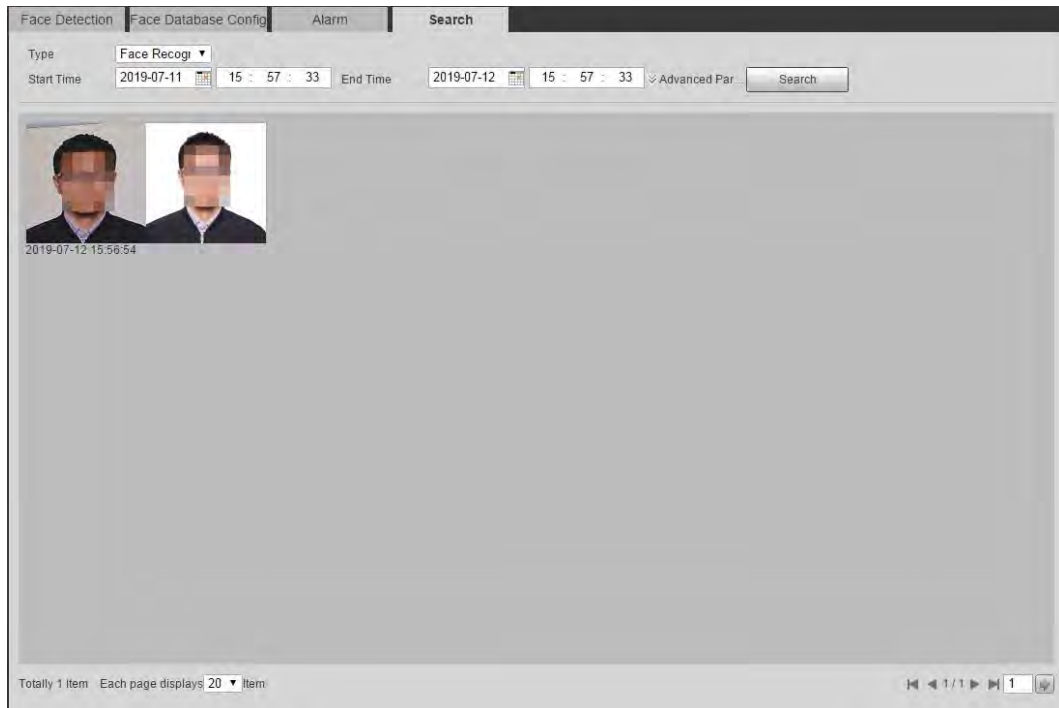 Face Detection Face Database Config Alarm Search
Type Face Recogr
Start Time 2019-07-11 15 : 57 : 33 End Time 2019-07-12 15 : 57 : 33 Advanced Par Search
2019-07-12 15:56:54
Totally 1 Item Each page displays 20 Item 1 / 1 1